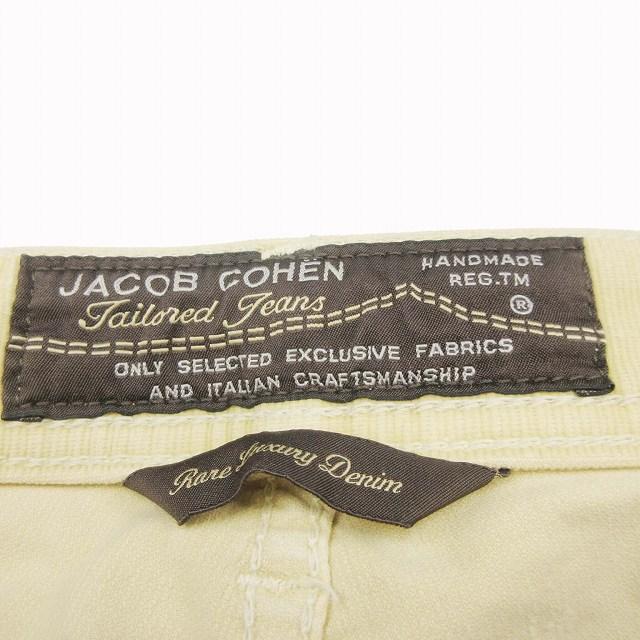 JACOB COHËN
Tailored Jeans
HANDMADE
REG.TM
®
ONLY SELECTED EXCLUSIVE FABRICS
AND ITALIAN CRAFTSMANSHIP
Rare Luxury Denim